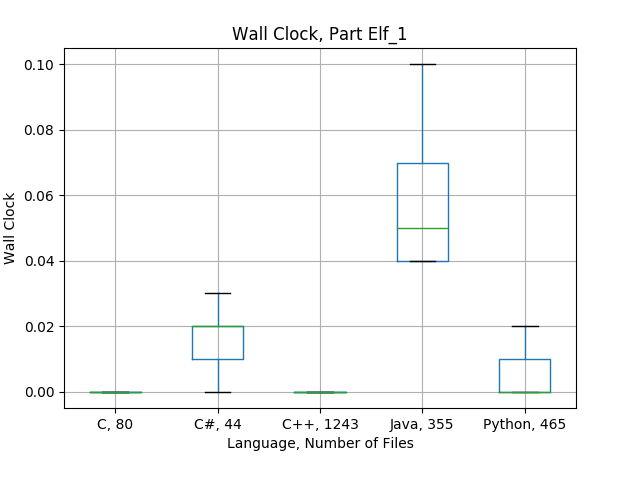 Wall Clock, Part Elf_1
Wall Clock
0.10
0.08
0.06
0.04
0.02
0.00
C, 80 C#, 44 C++, 1243 Java, 355 Python, 465
Language, Number of Files